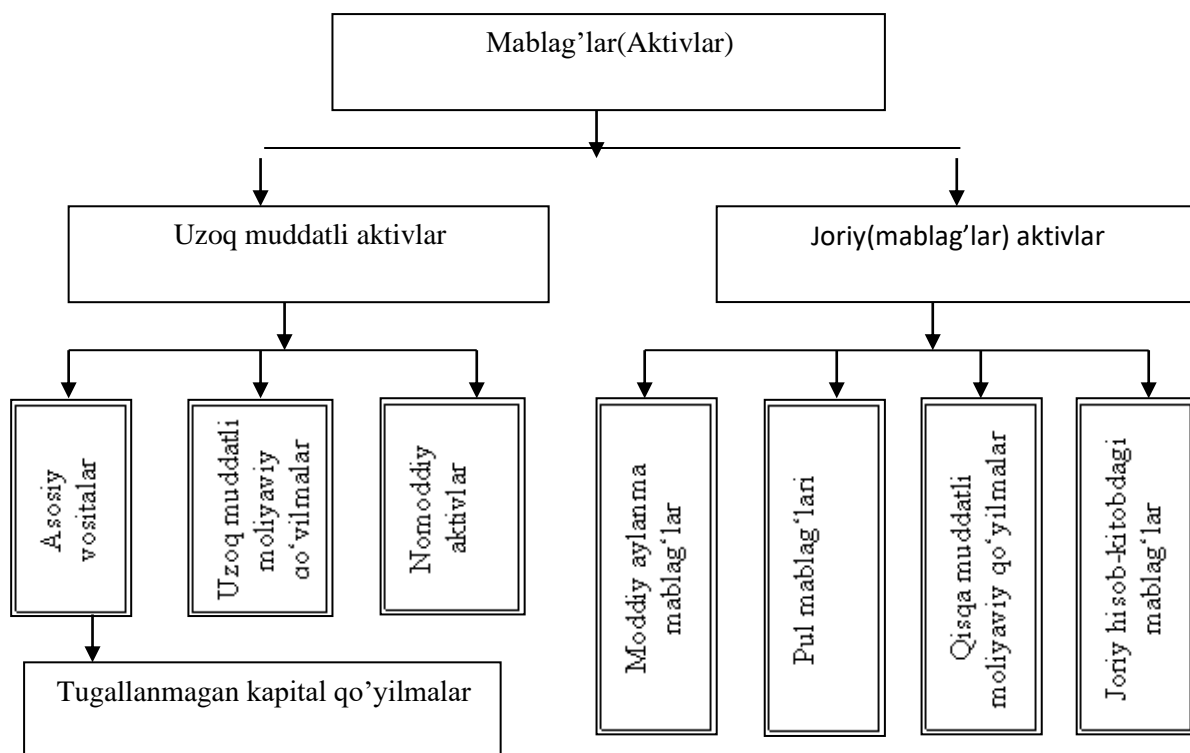 Mablag’lar(Aktivlar)
Uzoq muddatli aktivlar
Joriy(mablag’lar) aktivlar
Asosiy
vositalar
Uzoq muddatli
moliyaviy
qo‘yilmalar
Nomoddiy
aktivlar
Moddiy aylanma
mablag‘lar
Pul mablag‘lari
Qisqa muddatli
moliyaviy qo‘yilmalar
Joriy hisob-kitobdagi
mablag‘lar
Tugallanmagan kapital qo’yilmalar